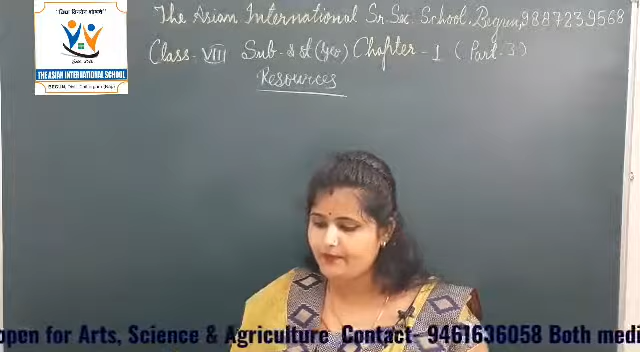 The Asian International Sr. Sec. School, Begun, 9887239568
Class-VIII Sub-S.St (Geo) Chapter-1 (Part-3)
Resources
THE ASIAN INTERNATIONAL SCHOOL
open for Arts, Science & Agriculture Contact- 9461636058 Both medi